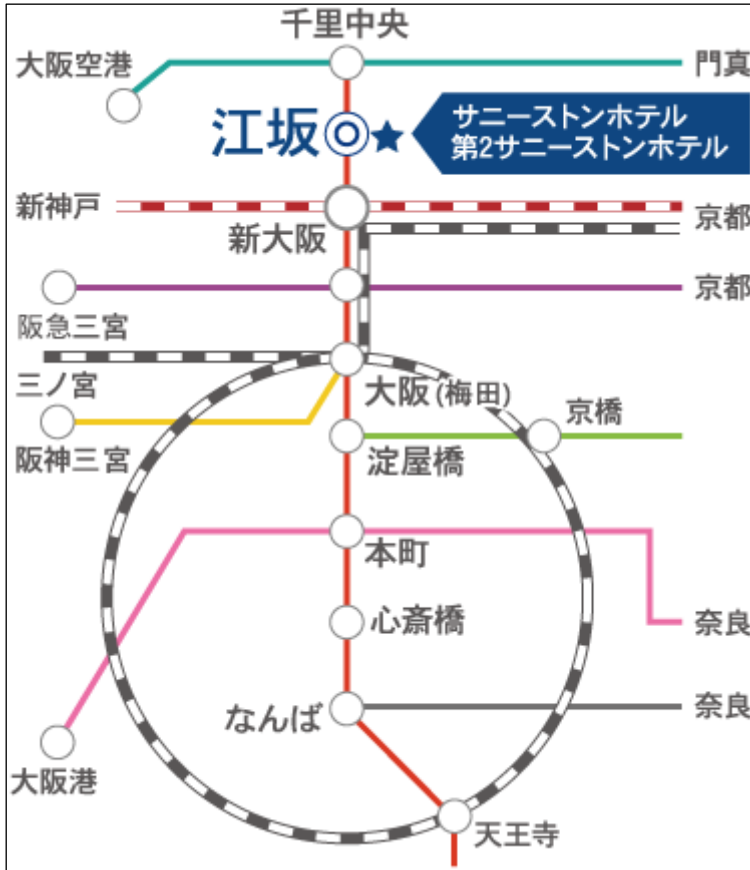 千里中央
大阪空港
門真
江坂
サニーストンホテル
第2サニーストンホテル
新神戸
京都
新大阪
京都
阪急三宮
三ノ宮
大阪(梅田)
京橋
阪神三宮
淀屋橋
本町
心斎橋
奈良
なんば
奈良
大阪港
天王寺